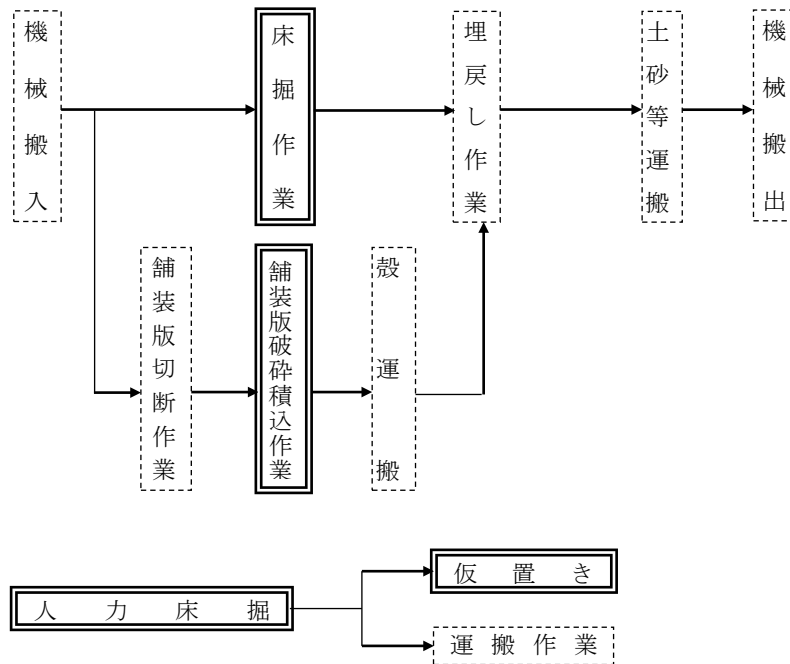 機械搬入
床掘作業
埋戻し作業
土砂等運搬
機械搬出
舗装版切断作業
舗装版破砕積込作業
殻運搬
人力床掘
仮置き
運搬作業